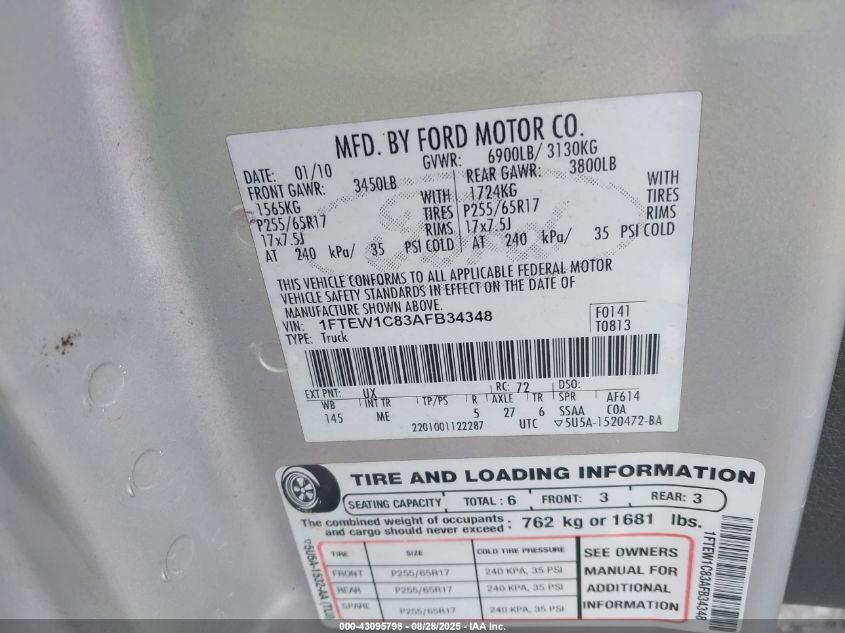 MFD. BY FORD MOTOR CO.
DATE: 01/10 GVWR: 6900LB/ 3130KG
FRONT GAWR: 3450LB REAR GAWR: 3800LB
1565KG WITH 1724KG WITH
P255/65R17 TIRES P255/65R17 TIRES
17x7.5J RIMS 17x7.5J RIMS
AT 240 kPa/ 35 PSI COLD AT 240 kPa/ 35 PSI COLD
Ford
THIS VEHICLE CONFORMS TO ALL APPLICABLE FEDERAL MOTOR
VEHICLE SAFETY STANDARDS IN EFFECT ON THE DATE OF
MANUFACTURE SHOWN ABOVE.
VIN: 1FTEW1C83AFB34348
TYPE: Truck
F0141
T0813
EXT PNT: UX RC: 72 DSO:
WB INT TR TP/PS R AXLE TR SPR AF614
145 ME 5 27 6 SSAA COA
2201001122287 UTC ▽5U5A-1520472-BA
TIRE AND LOADING INFORMATION
SEATING CAPACITY TOTAL : 6 FRONT: 3 REAR: 3
The combined weight of occupants
and cargo should never exceed : 762 kg or 1681 lbs.
TIRE SIZE COLD TIRE PRESSURE
FRONT P255/65R17 240 KPA, 35 PSI
REAR P255/65R17 240 KPA, 35 PSI
SPARE P255/65R17 240 KPA, 35 PSI
SEE OWNERS
MANUAL FOR
ADDITIONAL
INFORMATION
▽5U5A-1532-AA (TLU)
1FTEW1C83AFB34348
000-43095798 - 08/28/2025 - IAA Inc.